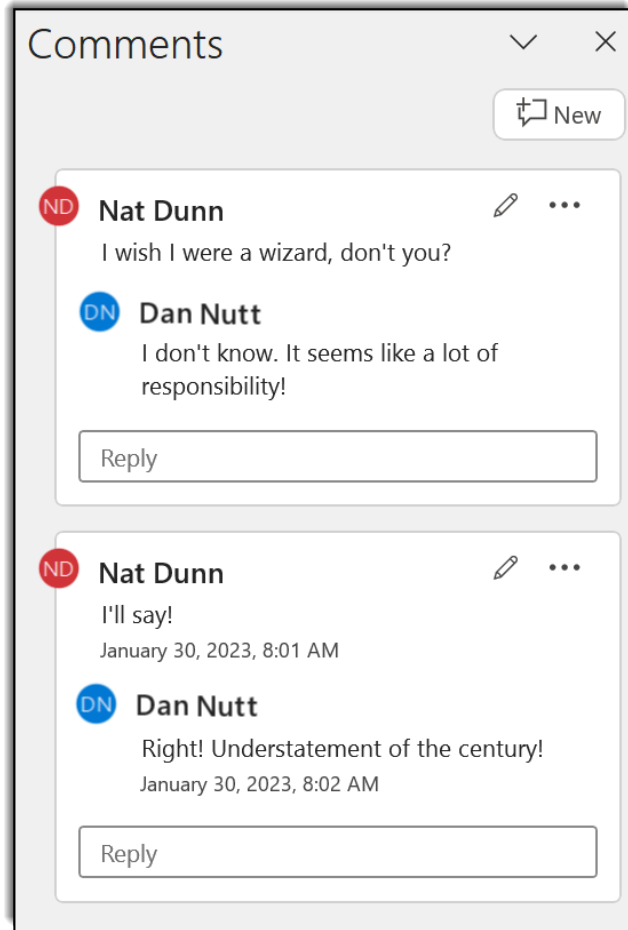 Comments
New
ND
Nat Dunn
I wish I were a wizard, don't you?
DN
Dan Nutt
I don't know. It seems like a lot of
responsibility!
Reply
ND
Nat Dunn
I'll say!
January 30, 2023, 8:01 AM
DN
Dan Nutt
Right! Understatement of the century!
January 30, 2023, 8:02 AM
Reply